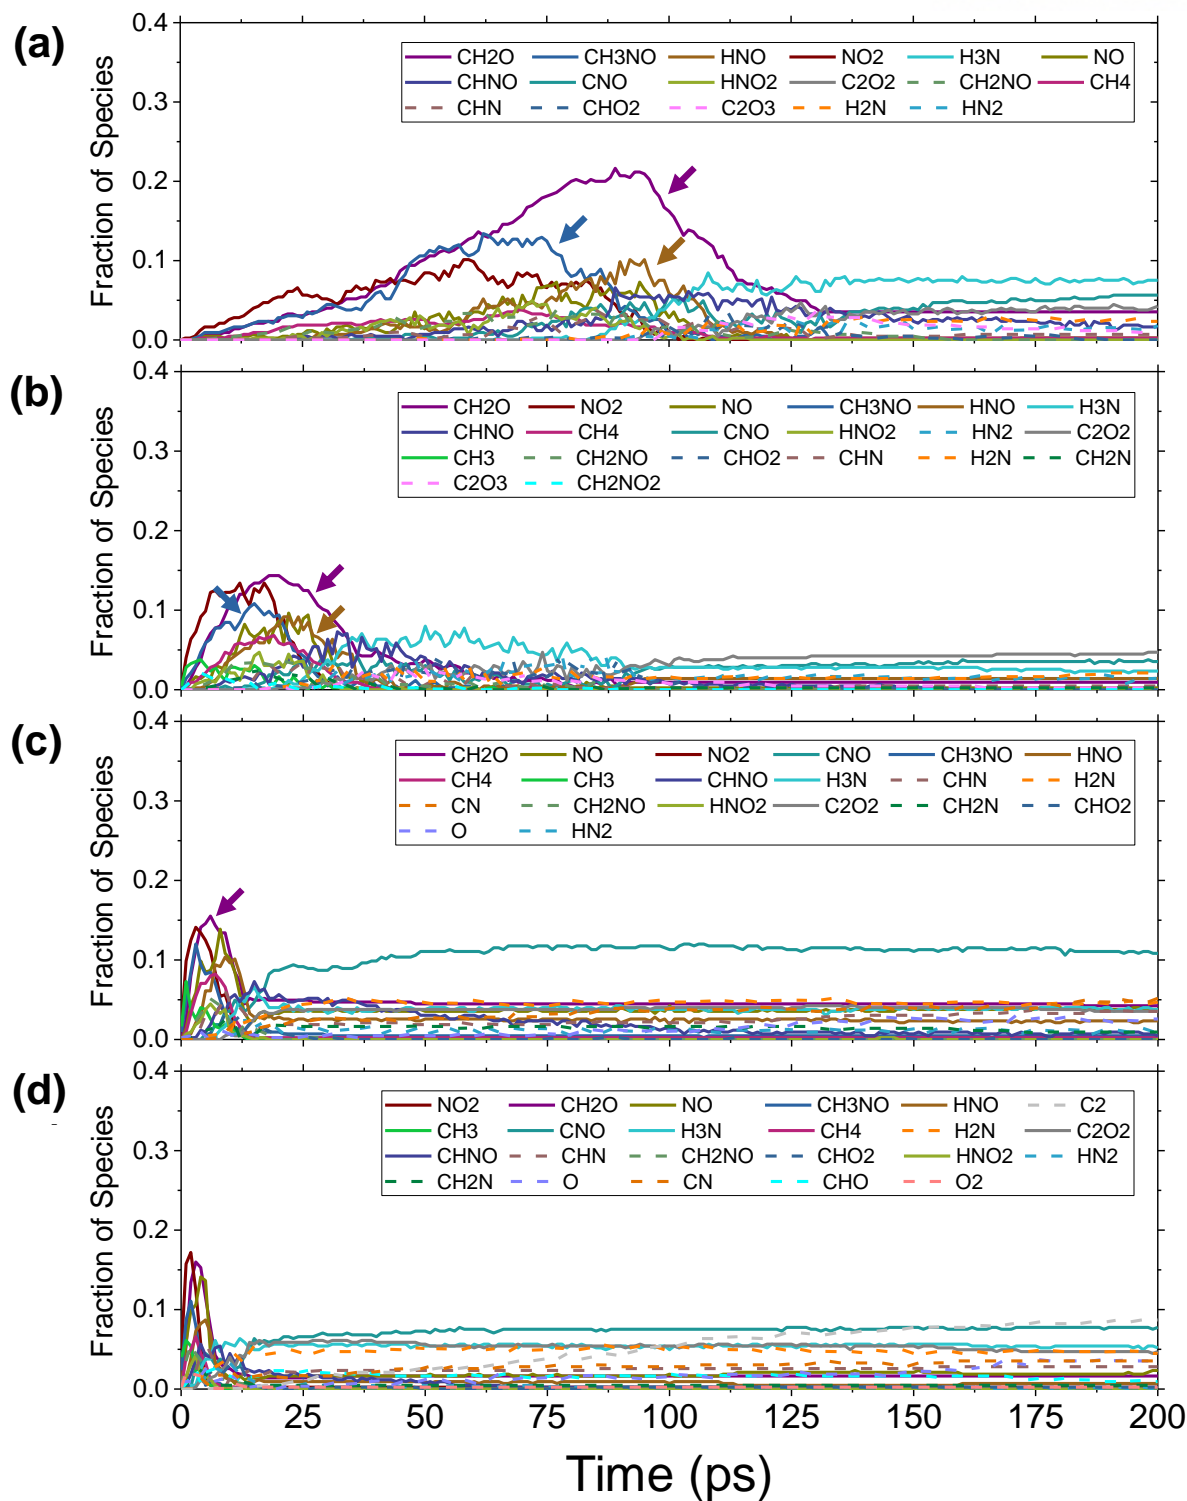 (a)
0.4
0.3
0.2
0.1
0.0
Fraction of Species
CH2O CH3NO HNO NO2 H3N NO
CHNO CNO HNO2 C2O2 CH2NO CH4
CHN CHO2 C2O3 H2N HN2
(b)
0.4
0.3
0.2
0.1
0.0
Fraction of Species
CH2O NO2 NO CH3NO HNO H3N
CHNO CH4 CNO HNO2 HN2 C2O2
CH3 CH2NO CHO2 CHN H2N CH2N
C2O3 CH2NO2
(c)
0.4
0.3
0.2
0.1
0.0
Fraction of Species
CH2O NO NO2 CNO CH3NO HNO
CH4 CH3 CHNO H3N CHN H2N
CN CH2NO HNO2 C2O2 CH2N CHO2
O HN2
(d)
0.4
0.3
0.2
0.1
0.0
Fraction of Species
NO2 CH2O NO CH3NO HNO C2
CH3 CNO H3N CH4 H2N C2O2
CHNO CHN CH2NO CHO2 HNO2 HN2
CH2N O CN CHO O2
0 25 50 75 100 125 150 175 200
Time (ps)